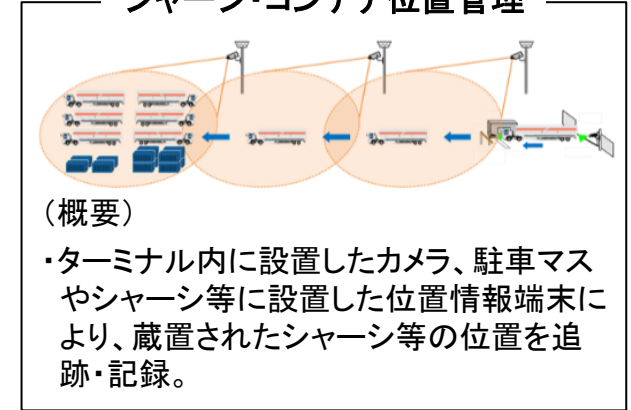 シャーシ・コンテナ位置管理
（概要）
・ターミナル内に設置したカメラ、駐車マス
やシャーシ等に設置した位置情報端末に
より、蔵置されたシャーシ等の位置を追
跡・記録。